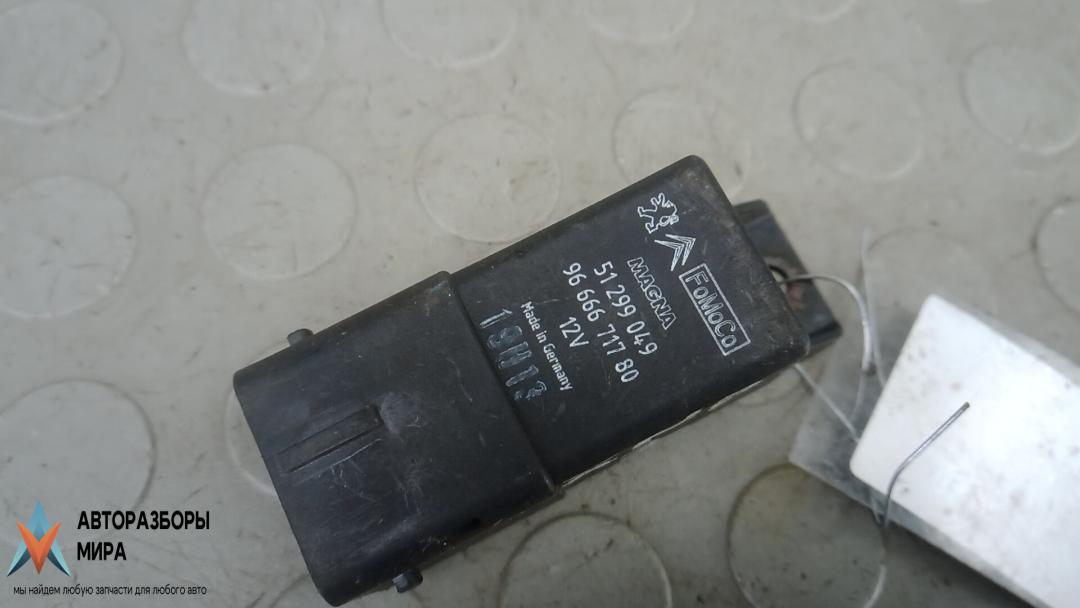 FoMoCo
MAGNA
51 299 049
96 666 717 80
12V
Made in Germany
АВТОРАЗБОРЫ
МИРА
мы найдем любую запчасти для любого авто